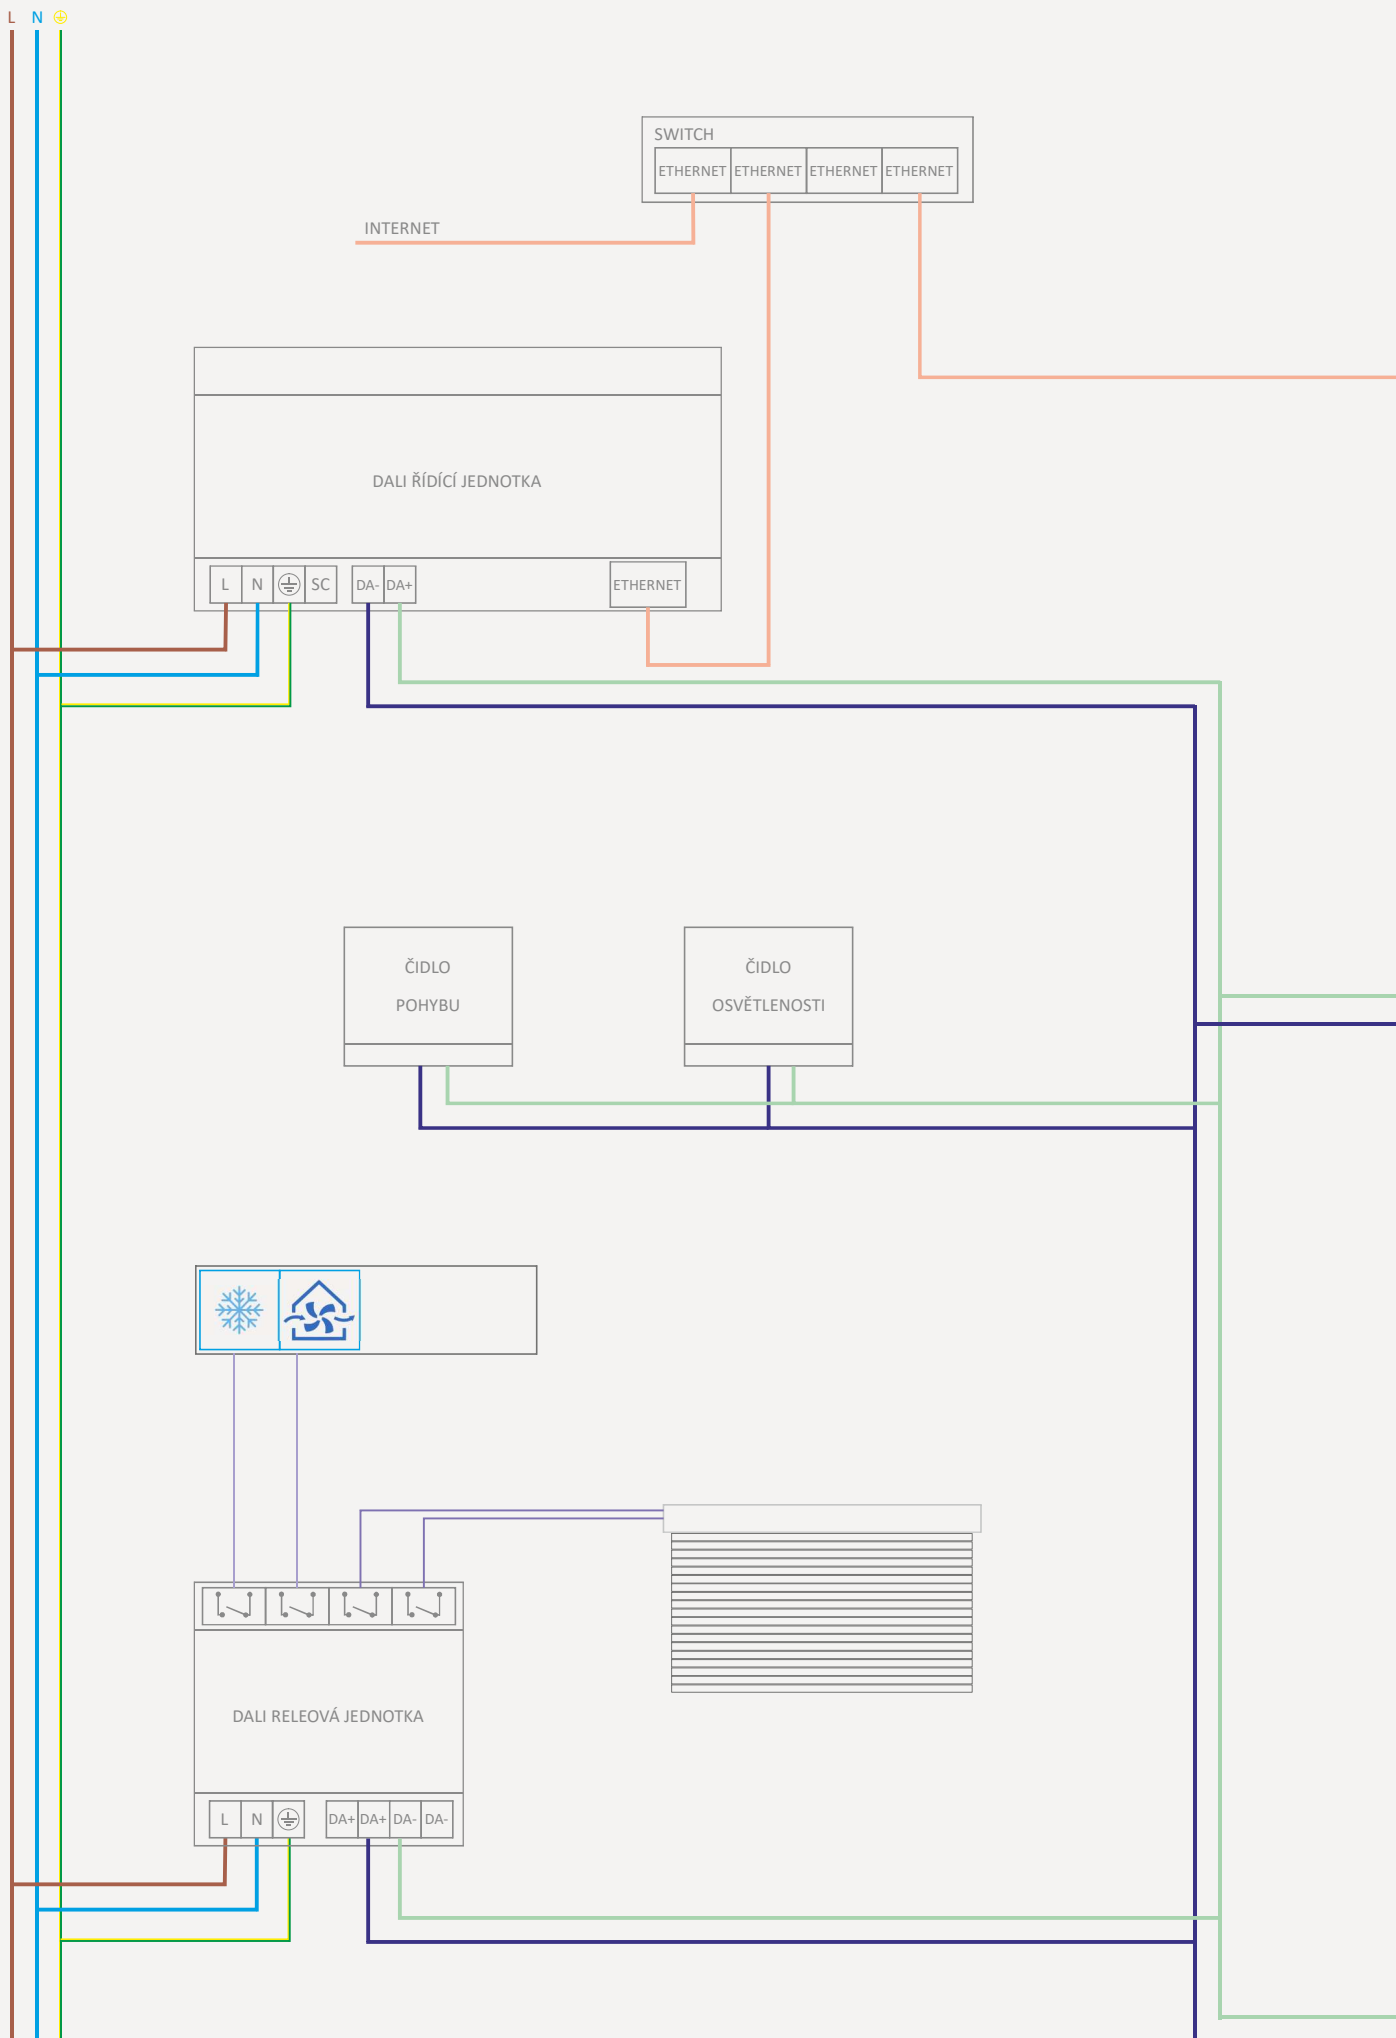 L N
SWITCH
ETHERNET ETHERNET ETHERNET ETHERNET
INTERNET
DALI ŘÍDÍCÍ JEDNOTKA
L N SC DA- DA+ ETHERNET
ČIDLO
POHYBU
ČIDLO
OSVĚTLENOSTI
DALI RELEOVÁ JEDNOTKA
L N DA+ DA+ DA- DA-